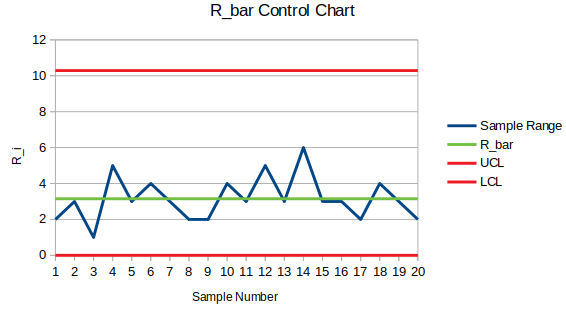 R_bar Control Chart
12
10
8
6
4
2
0
R_i
1 2 3 4 5 6 7 8 9 10 11 12 13 14 15 16 17 18 19 20
Sample Number
Sample Range
R_bar
UCL
LCL